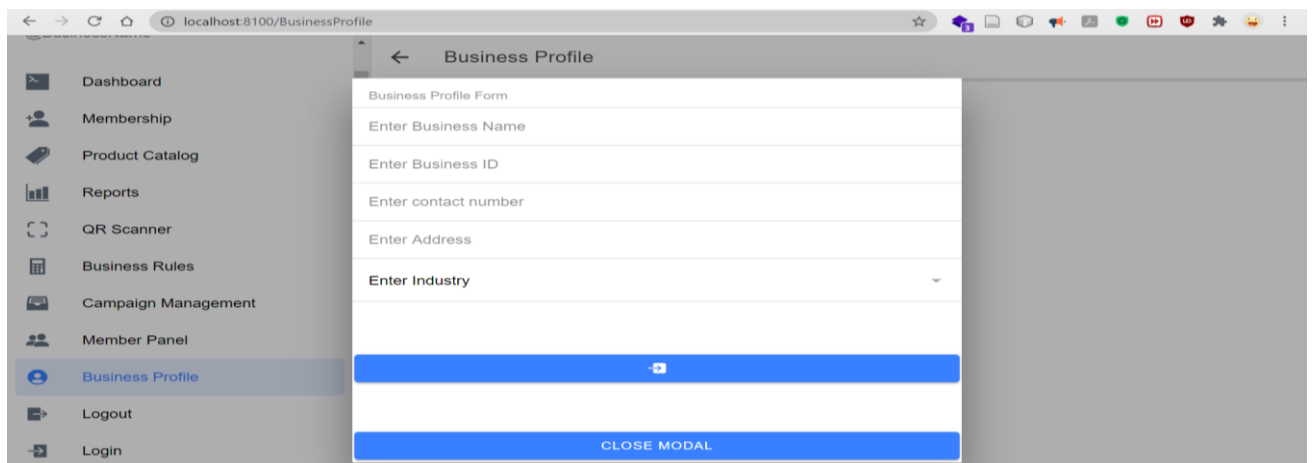 localhost:8100/BusinessProfile
3
Business Profile
Dashboard
Membership
Product Catalog
Reports
QR Scanner
Business Rules
Campaign Management
Member Panel
Business Profile
Logout
Login
Business Profile Form
Enter Business Name
Enter Business ID
Enter contact number
Enter Address
Enter Industry
CLOSE MODAL